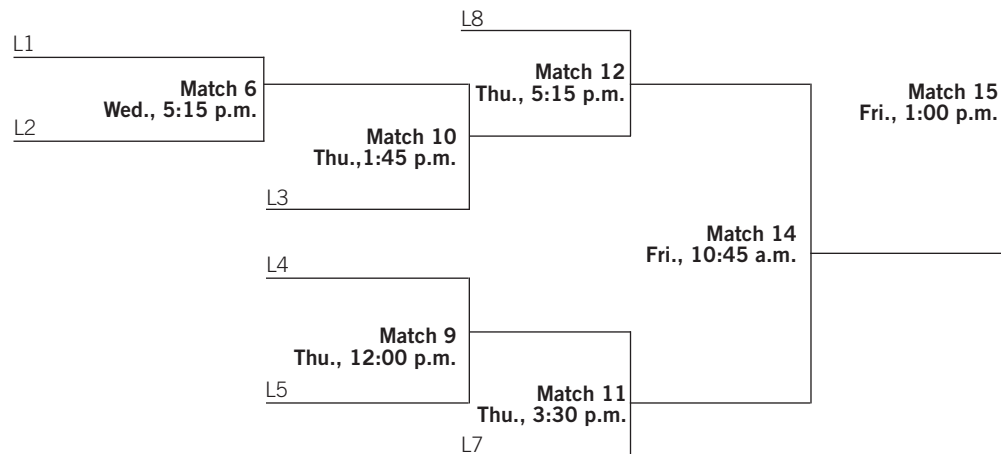 L8
L1
Match 12
Thu., 5:15 p.m.
Match 6
Wed., 5:15 p.m.
Match 15
Fri., 1:00 p.m.
L2
Match 10
Thu.,1:45 p.m.
L3
Match 14
Fri., 10:45 a.m.
L4
Match 9
Thu., 12:00 p.m.
L5
Match 11
Thu., 3:30 p.m.
L7